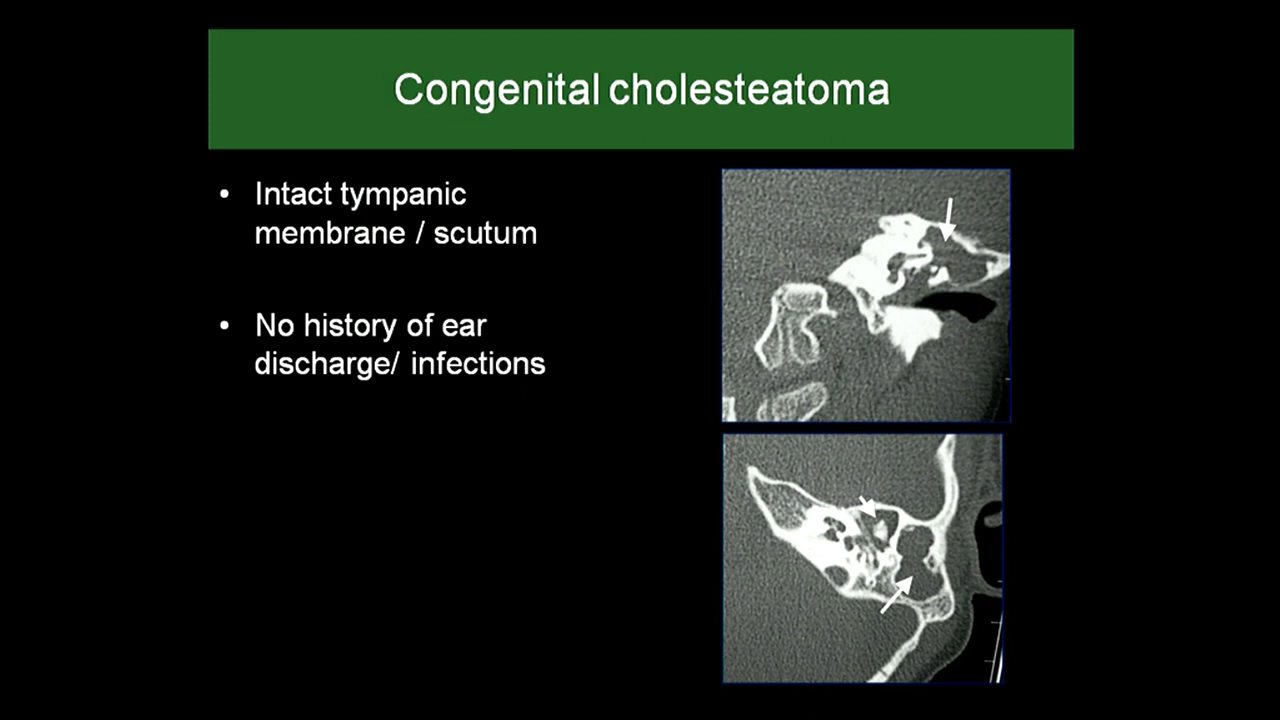 Congenital cholesteatoma
• Intact tympanic
membrane / scutum
• No history of ear
discharge/ infections